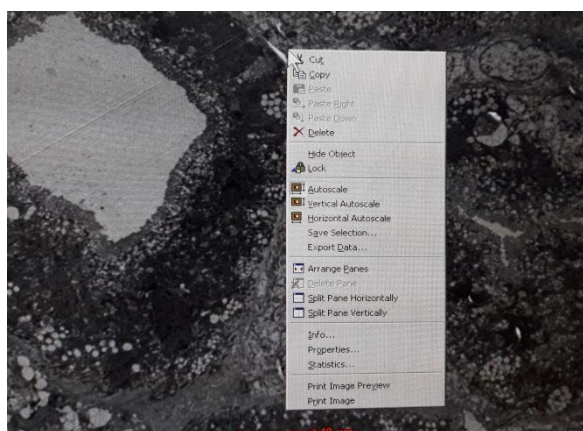 Cut
Copy
Paste
Paste Right
Paste Down
Delete
Hide Object
Lock
Autoscale
Vertical Autoscale
Horizontal Autoscale
Save Selection...
Export Data...
Arrange Panes
Delete Pane
Split Pane Horizontally
Split Pane Vertically
Info...
Properties...
Statistics...
Print Image Preview
Print Image